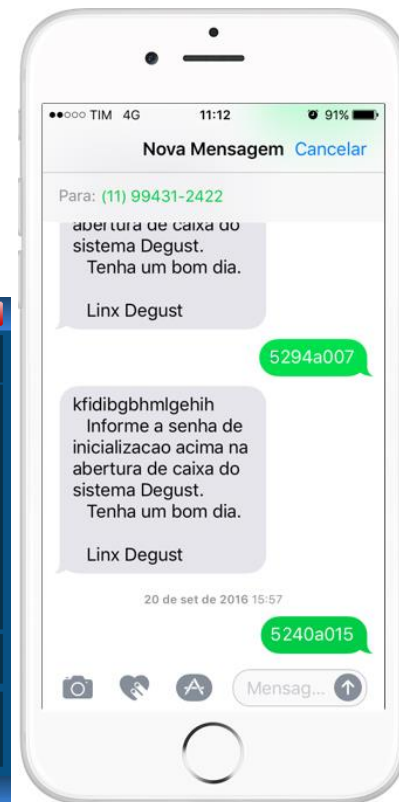 TIM 4G 11:12 91%
Nova Mensagem Cancelar
Para: (11) 99431-2422
abertura de caixa do
sistema Degust.
Tenha um bom dia.
Linx Degust
5294a007
kfidibgbhmlgehih
Informe a senha de
inicializacao acima na
abertura de caixa do
sistema Degust.
Tenha um bom dia.
Linx Degust
20 de set de 2016 15:57
5240a015
Mensag...